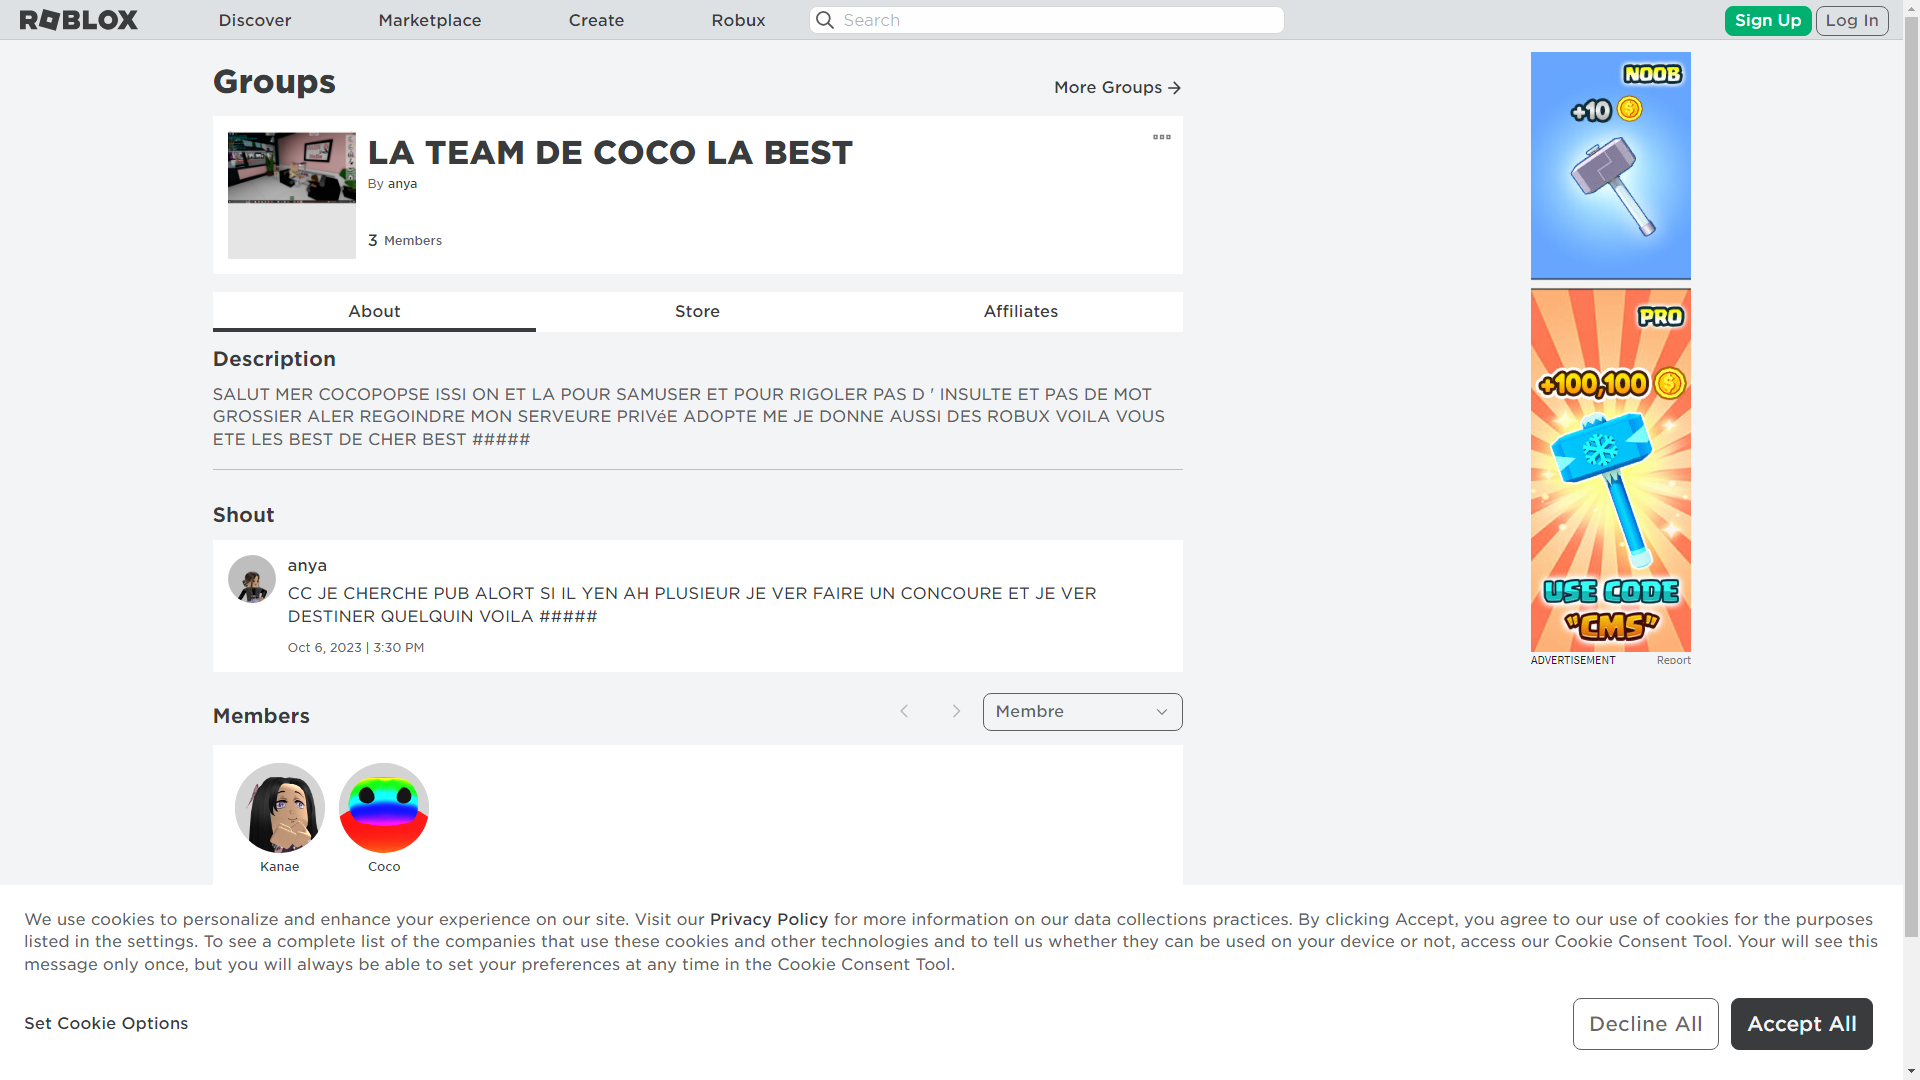 ROBLOX
Discover
Marketplace
Create
Robux
Search
Sign Up
Log In
Groups
More Groups
LA TEAM DE COCO LA BEST
By anya
3 Members
About
Store
Affiliates
Description
SALUT MER COCOPOPSE ISSI ON ET LA POUR SAMUSER ET POUR RIGOLER PAS D ' INSULTE ET PAS DE MOT
GROSSIER ALER REGOINDRE MON SERVEURE PRIVéE ADOPTE ME JE DONNE AUSSI DES ROBUX VOILA VOUS
ETE LES BEST DE CHER BEST #####
Shout
anya
CC JE CHERCHE PUB ALORT SI IL YEN AH PLUSIEUR JE VER FAIRE UN CONCOURE ET JE VER
DESTINER QUELQUIN VOILA #####
Oct 6, 2023 | 3:30 PM
Members
Membre
Kanae
Coco
NOOB
+10
PRO
+100,100
USE CODE
"CMS"
ADVERTISEMENT
Report
We use cookies to personalize and enhance your experience on our site. Visit our Privacy Policy for more information on our data collections practices. By clicking Accept, you agree to our use of cookies for the purposes
listed in the settings. To see a complete list of the companies that use these cookies and other technologies and to tell us whether they can be used on your device or not, access our Cookie Consent Tool. Your will see this
message only once, but you will always be able to set your preferences at any time in the Cookie Consent Tool.
Set Cookie Options
Decline All
Accept All